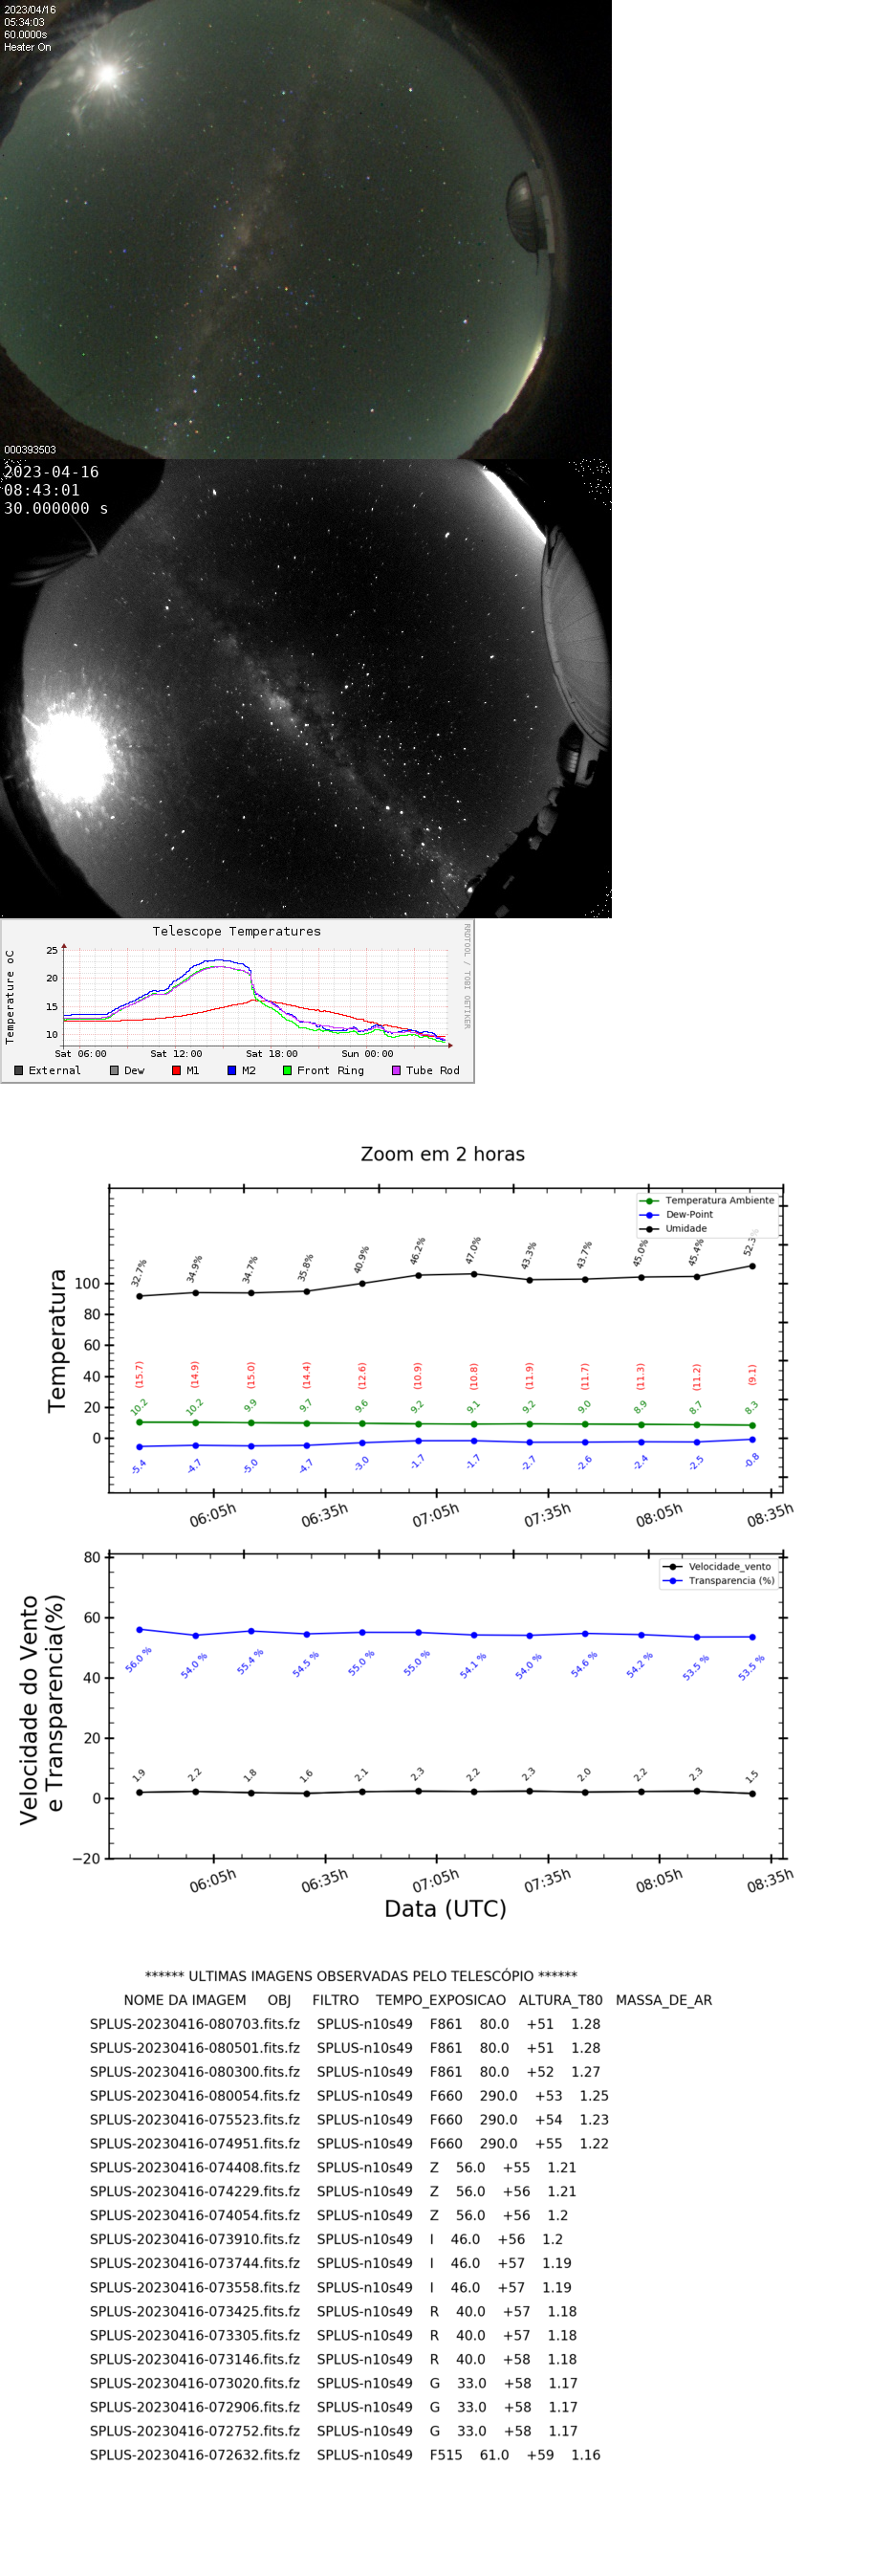 2023/04/16
05:34:03
60.0000s
Heater On
000393503
2023-04-16
08:43:01
30.000000 s
Telescope Temperatures
RRDTOOL / TOBI OETIKER
Temperature oC
25
20
15
10
Sat 06:00 Sat 12:00 Sat 18:00 Sun 00:00
External Dew M1 M2 Front Ring Tube Rod
Zoom em 2 horas
Temperatura
Temperatura Ambiente
Dew-Point
Umidade
32.7% 34.9% 34.7% 35.8% 40.9% 46.2% 47.0% 43.3% 43.7% 45.0% 45.4%
100
80
60
40
20
0
(15.7) (14.9) (15.0) (14.4) (12.6) (10.9) (10.8) (11.9) (11.7) (11.3) (11.2) (9.1)
10.2 10.2 9.9 9.7 9.6 9.2 9.1 9.2 9.0 8.9 8.7 8.3
-5.4 -4.7 -5.0 -4.7 -3.0 -1.7 -1.7 -2.7 -2.6 -2.4 -2.5 -0.8
06:05h 06:35h 07:05h 07:35h 08:05h 08:35h
Velocidade do Vento
e Transparencia(%)
Velocidade_vento
Transparencia (%)
80
60
40
20
0
−20
56.0 % 54.0 % 55.4 % 54.5 % 55.0 % 55.0 % 54.1 % 54.0 % 54.6 % 54.2 % 53.5 % 53.5 %
1.9 2.2 1.8 1.6 2.1 2.3 2.2 2.3 2.0 2.2 2.3 1.5
06:05h 06:35h 07:05h 07:35h 08:05h 08:35h
Data (UTC)
****** ULTIMAS IMAGENS OBSERVADAS PELO TELESCÓPIO ******
NOME DA IMAGEM OBJ FILTRO TEMPO_EXPOSICAO ALTURA_T80 MASSA_DE_AR
SPLUS-20230416-080703.fits.fz SPLUS-n10s49 F861 80.0 +51 1.28
SPLUS-20230416-080501.fits.fz SPLUS-n10s49 F861 80.0 +51 1.28
SPLUS-20230416-080300.fits.fz SPLUS-n10s49 F861 80.0 +52 1.27
SPLUS-20230416-080054.fits.fz SPLUS-n10s49 F660 290.0 +53 1.25
SPLUS-20230416-075523.fits.fz SPLUS-n10s49 F660 290.0 +54 1.23
SPLUS-20230416-074951.fits.fz SPLUS-n10s49 F660 290.0 +55 1.22
SPLUS-20230416-074408.fits.fz SPLUS-n10s49 Z 56.0 +55 1.21
SPLUS-20230416-074229.fits.fz SPLUS-n10s49 Z 56.0 +56 1.21
SPLUS-20230416-074054.fits.fz SPLUS-n10s49 Z 56.0 +56 1.2
SPLUS-20230416-073910.fits.fz SPLUS-n10s49 I 46.0 +56 1.2
SPLUS-20230416-073744.fits.fz SPLUS-n10s49 I 46.0 +57 1.19
SPLUS-20230416-073558.fits.fz SPLUS-n10s49 I 46.0 +57 1.19
SPLUS-20230416-073425.fits.fz SPLUS-n10s49 R 40.0 +57 1.18
SPLUS-20230416-073305.fits.fz SPLUS-n10s49 R 40.0 +57 1.18
SPLUS-20230416-073146.fits.fz SPLUS-n10s49 R 40.0 +58 1.18
SPLUS-20230416-073020.fits.fz SPLUS-n10s49 G 33.0 +58 1.17
SPLUS-20230416-072906.fits.fz SPLUS-n10s49 G 33.0 +58 1.17
SPLUS-20230416-072752.fits.fz SPLUS-n10s49 G 33.0 +58 1.17
SPLUS-20230416-072632.fits.fz SPLUS-n10s49 F515 61.0 +59 1.16